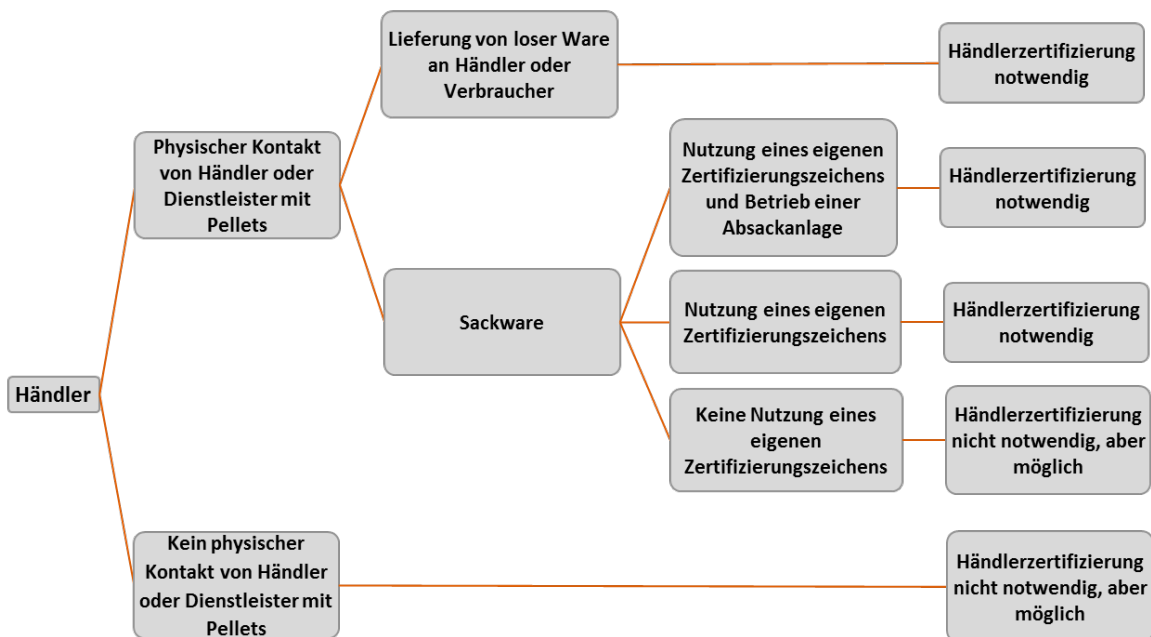 Händler
Physischer Kontakt
von Händler oder
Dienstleister mit
Pellets
Lieferung von loser Ware
an Händler oder
Verbraucher
Händlerzertifizierung
notwendig
Sackware
Nutzung eines eigenen
Zertifizierungszeichens
und Betrieb einer
Absackanlage
Händlerzertifizierung
notwendig
Nutzung eines eigenen
Zertifizierungszeichens
Händlerzertifizierung
notwendig
Keine Nutzung eines
eigenen
Zertifizierungszeichens
Händlerzertifizierung
nicht notwendig, aber
möglich
Kein physischer
Kontakt von Händler
oder Dienstleister mit
Pellets
Händlerzertifizierung
nicht notwendig, aber
möglich